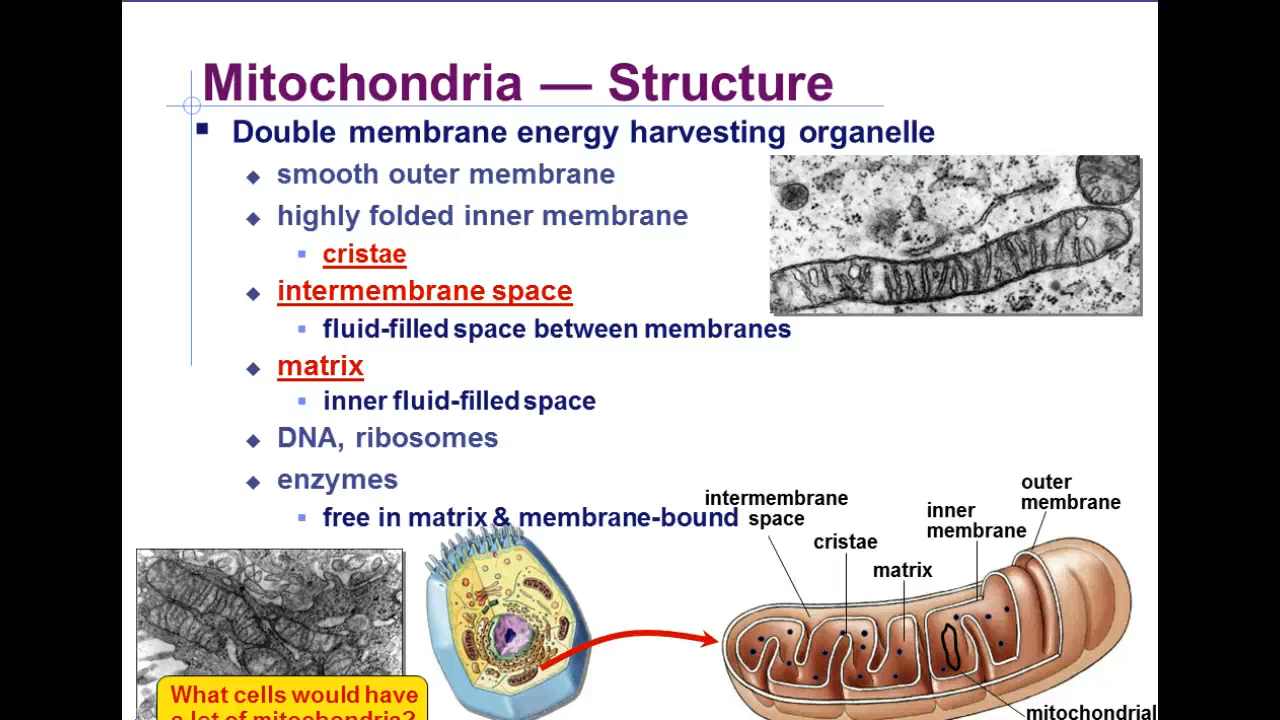 Mitochondria — Structure
Double membrane energy harvesting organelle
smooth outer membrane
highly folded inner membrane
cristae
intermembrane space
fluid-filled space between membranes
matrix
inner fluid-filled space
DNA, ribosomes
enzymes
free in matrix & membrane-bound
intermembrane
space
cristae
matrix
inner
membrane
outer
membrane
mitochondrial
What cells would have
a lot of mitochondria?